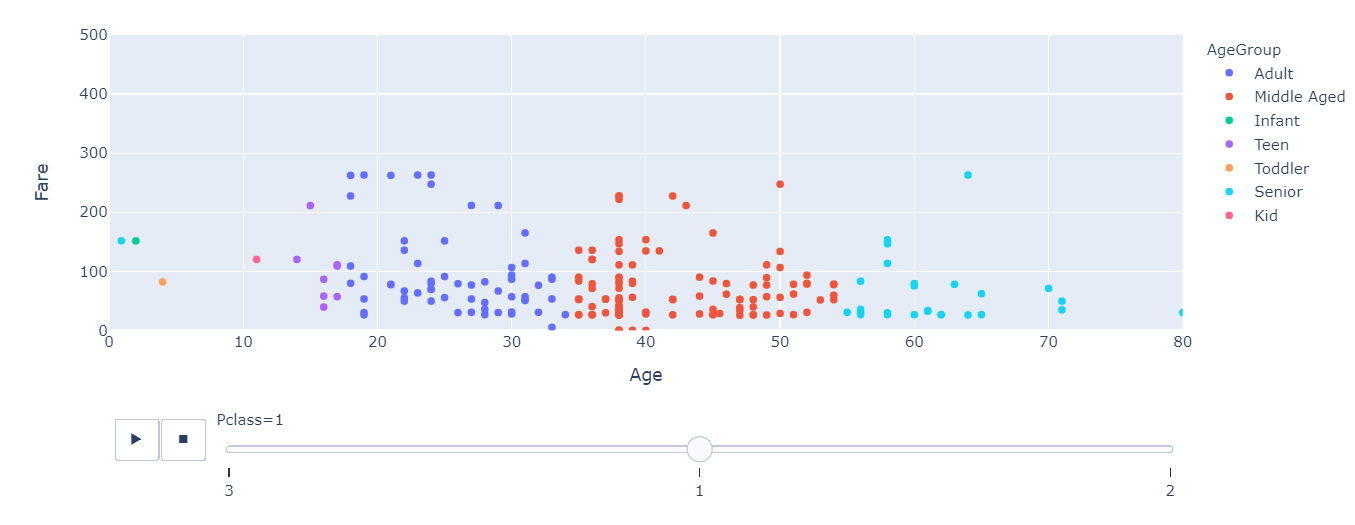 500
400
300
200
100
0
Fare
0 10 20 30 40 50 60 70 80
Age
AgeGroup
Adult
Middle Aged
Infant
Teen
Toddler
Senior
Kid
Pclass=1
3 1 2